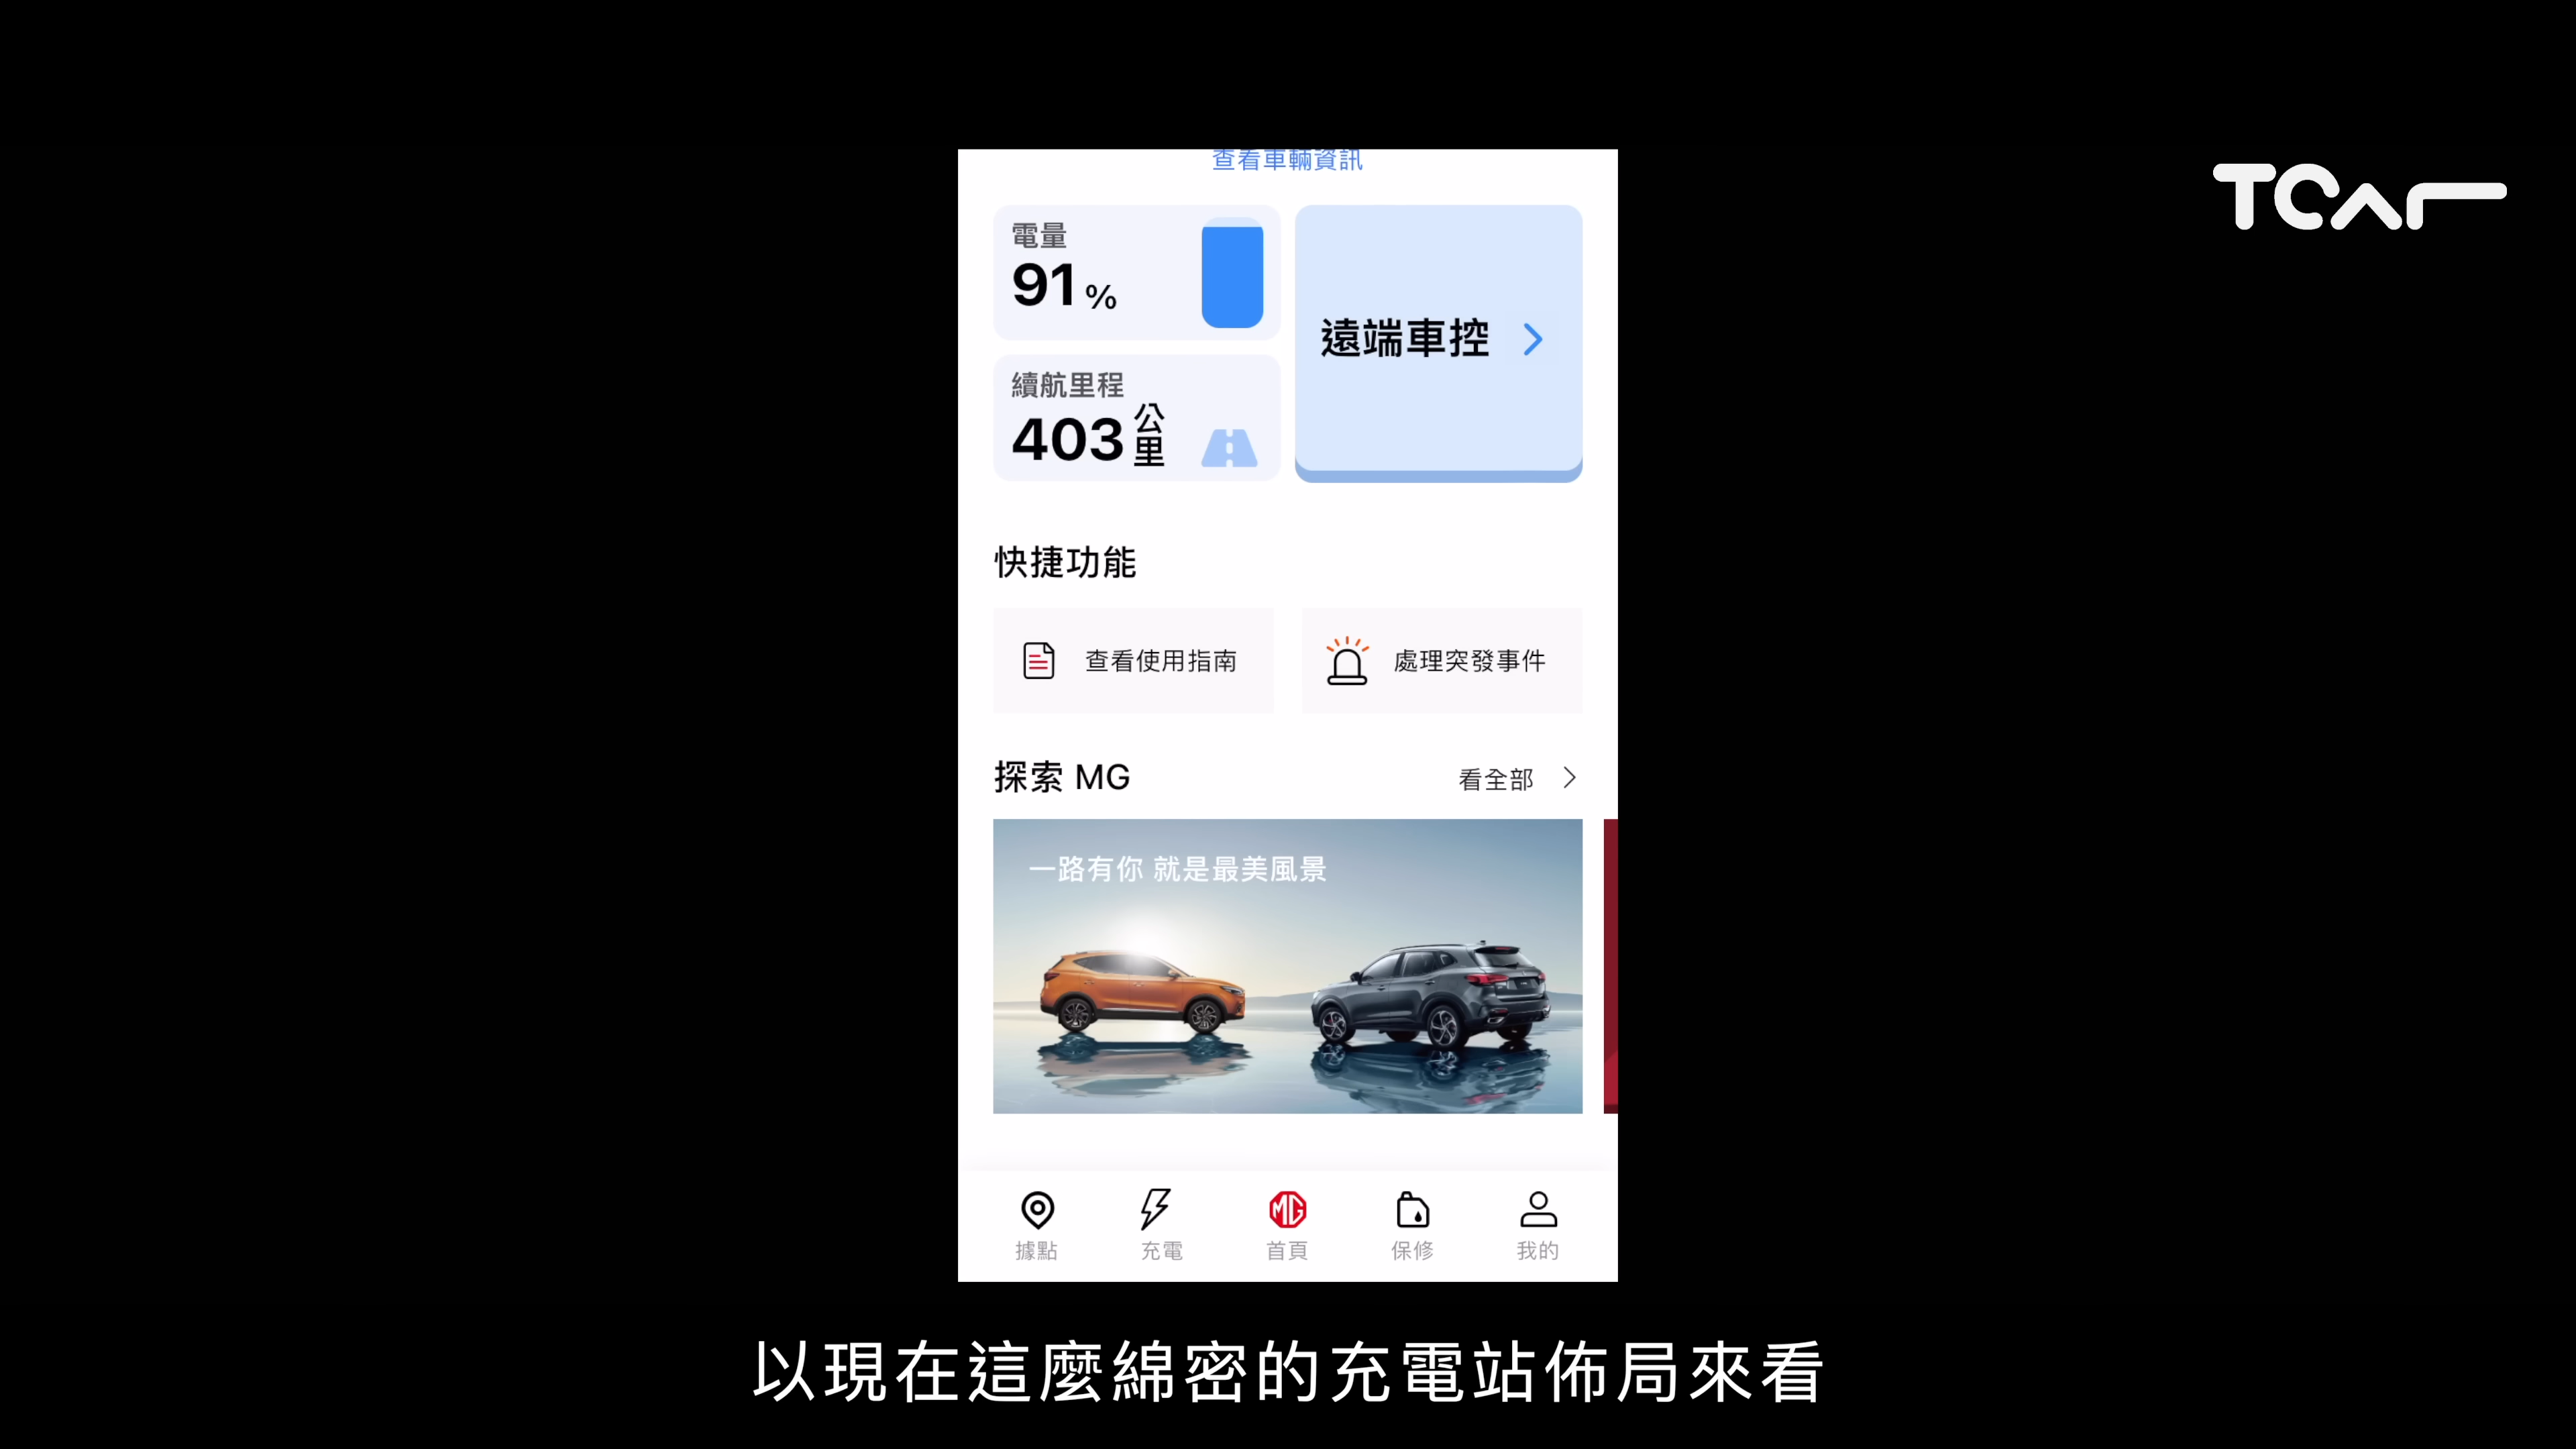 查看車輛資訊
TCar
電量
91 %
遠端車控
續航里程
403 公里
快捷功能
查看使用指南
處理突發事件
探索 MG
看全部
一路有你 就是最美風景
MG
據點
充電
首頁
保修
我的
以現在這麼綿密的充電站佈局來看